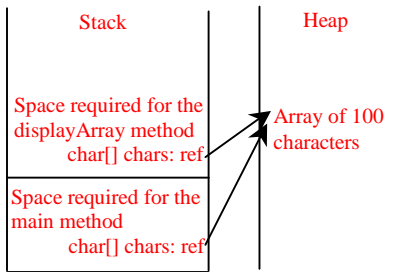 Stack
Heap
Space required for the
displayArray method
char[] chars: ref
Array of 100
characters
Space required for the
main method
char[] chars: ref